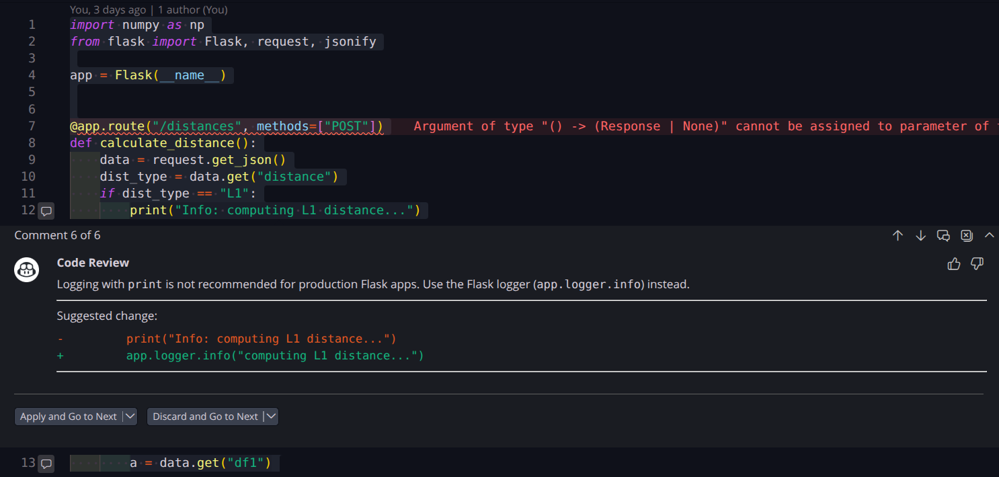 You, 3 days ago | 1 author (You)
1 import numpy as np
2 from flask import Flask, request, jsonify
3
4 app = Flask(__name__)
5
6
7 @app.route("/distances", methods=["POST"]) Argument of type "() -> (Response | None)" cannot be assigned to parameter of
8 def calculate_distance():
9     data = request.get_json()
10     dist_type = data.get("distance")
11     if dist_type == "L1":
12         print("Info: computing L1 distance...")
Comment 6 of 6
Code Review
Logging with print is not recommended for production Flask apps. Use the Flask logger (app.logger.info) instead.
Suggested change:
-         print("Info: computing L1 distance...")
+         app.logger.info("computing L1 distance...")
Apply and Go to Next | Discard and Go to Next |
13         a = data.get("df1")